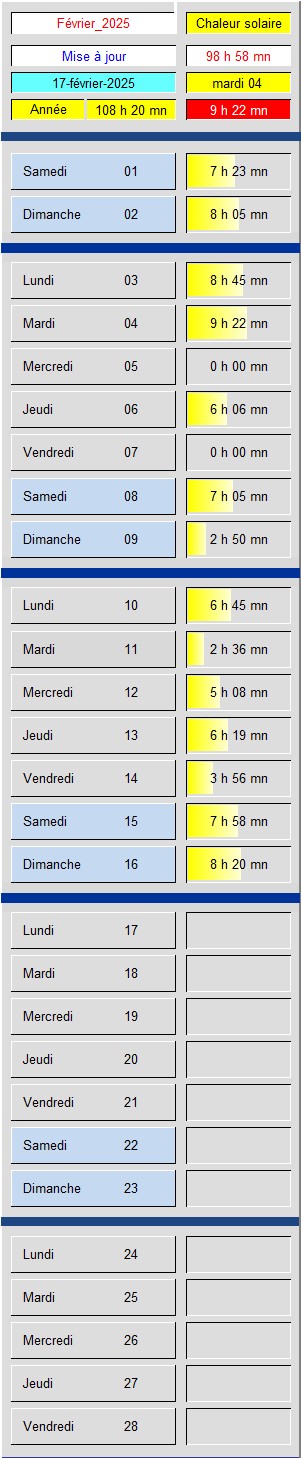 Février_2025 Chaleur solaire
Mise à jour 98 h 58 mn
17-février-2025 mardi 04
Année 108 h 20 mn 9 h 22 mn
Samedi 01 7 h 23 mn
Dimanche 02 8 h 05 mn
Lundi 03 8 h 45 mn
Mardi 04 9 h 22 mn
Mercredi 05 0 h 00 mn
Jeudi 06 6 h 06 mn
Vendredi 07 0 h 00 mn
Samedi 08 7 h 05 mn
Dimanche 09 2 h 50 mn
Lundi 10 6 h 45 mn
Mardi 11 2 h 36 mn
Mercredi 12 5 h 08 mn
Jeudi 13 6 h 19 mn
Vendredi 14 3 h 56 mn
Samedi 15 7 h 58 mn
Dimanche 16 8 h 20 mn
Lundi 17
Mardi 18
Mercredi 19
Jeudi 20
Vendredi 21
Samedi 22
Dimanche 23
Lundi 24
Mardi 25
Mercredi 26
Jeudi 27
Vendredi 28